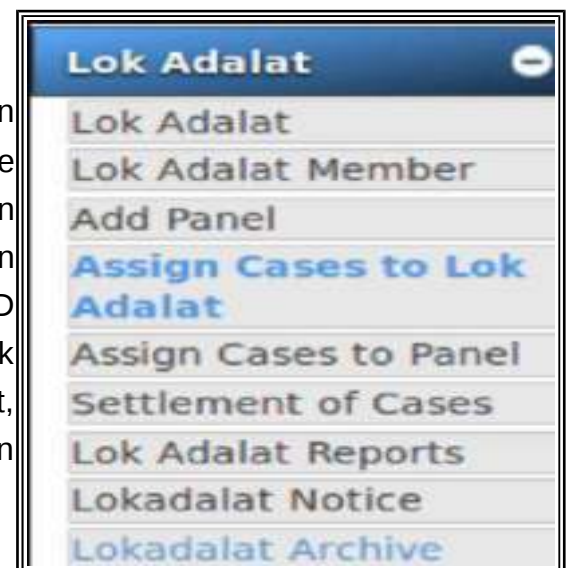 Lok Adalat
Lok Adalat
Lok Adalat Member
Add Panel
Assign Cases to Lok
Adalat
Assign Cases to Panel
Settlement of Cases
Lok Adalat Reports
Lokadalat Notice
Lokadalat Archive